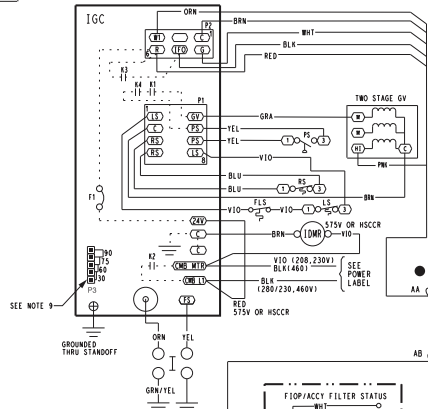 IGC
ORN
P2
BRN
WHT
BLK
RED
W1
C
1
R
IFO
G
6
K3
K4 K1
P1
1
LS
C
RS
RS
GV
PS
PS
LS
8
GRA
YEL
YEL
1
PS
3
VIO
TWO STAGE GV
M
M
HI
C
PNK
BRN
BLU
BLU
RS
1
3
FLS
LS
VIO
VIO
1
3
F1
24V
C
C
575V OR HSCCR
BRN
IDMR
VIO
K2
CMB MTR
CMB LT
VIO (208,230V)
BLK(460)
BLK
(280/230,460V)
SEE
POWER
LABEL
RED
575V OR HSCCR
90
75
60
30
P3
SEE NOTE 9
FS
GROUNDED
THRU STANDOFF
ORN
YEL
GRN/YEL
AA
AB
FIOP/ACCY FILTER STATUS
WHT